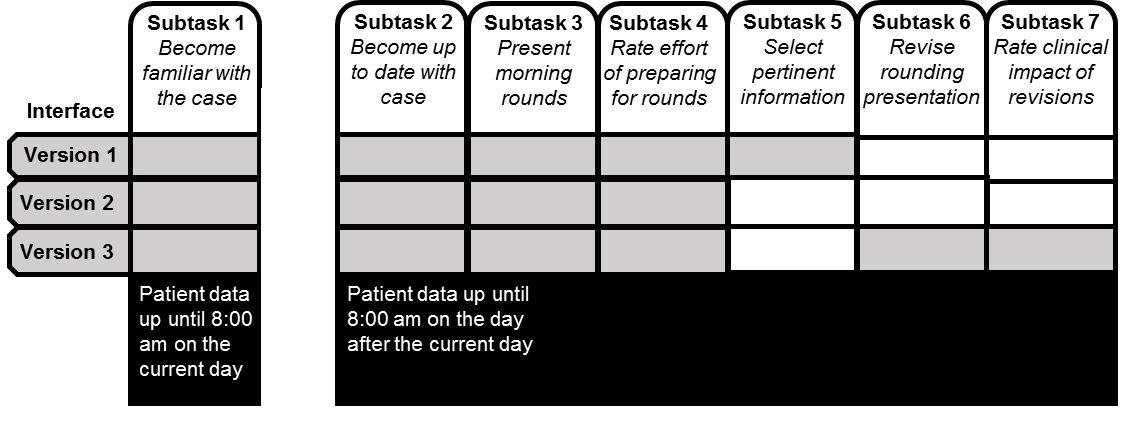 Subtask 1
Become
familiar with
the case
Subtask 2
Become up
to date with
case
Subtask 3
Present
morning
rounds
Subtask 4
Rate effort
of preparing
for rounds
Subtask 5
Select
pertinent
information
Subtask 6
Revise
rounding
presentation
Subtask 7
Rate clinical
impact of
revisions
Interface
Version 1
Version 2
Version 3
Patient data
up until 8:00
am on the
current day
Patient data up until
8:00 am on the day
after the current day